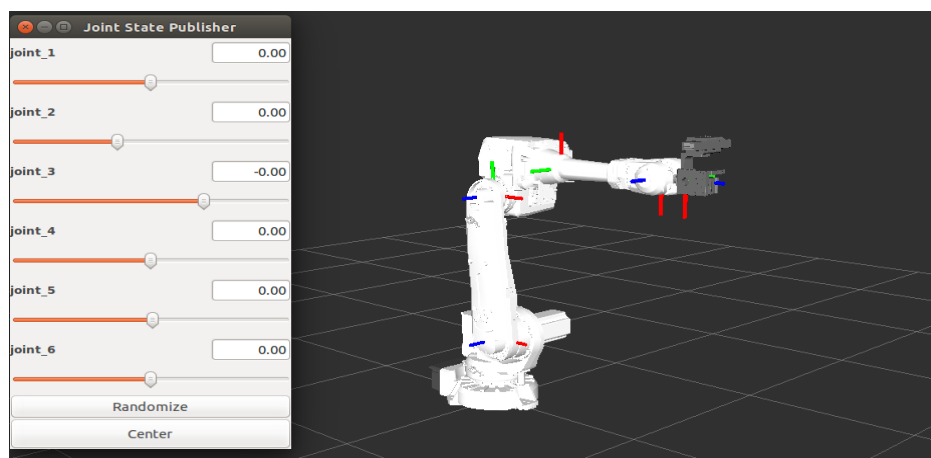 Joint State Publisher
joint_1
0.00
joint_2
0.00
joint_3
-0.00
joint_4
0.00
joint_5
0.00
joint_6
0.00
Randomize
Center